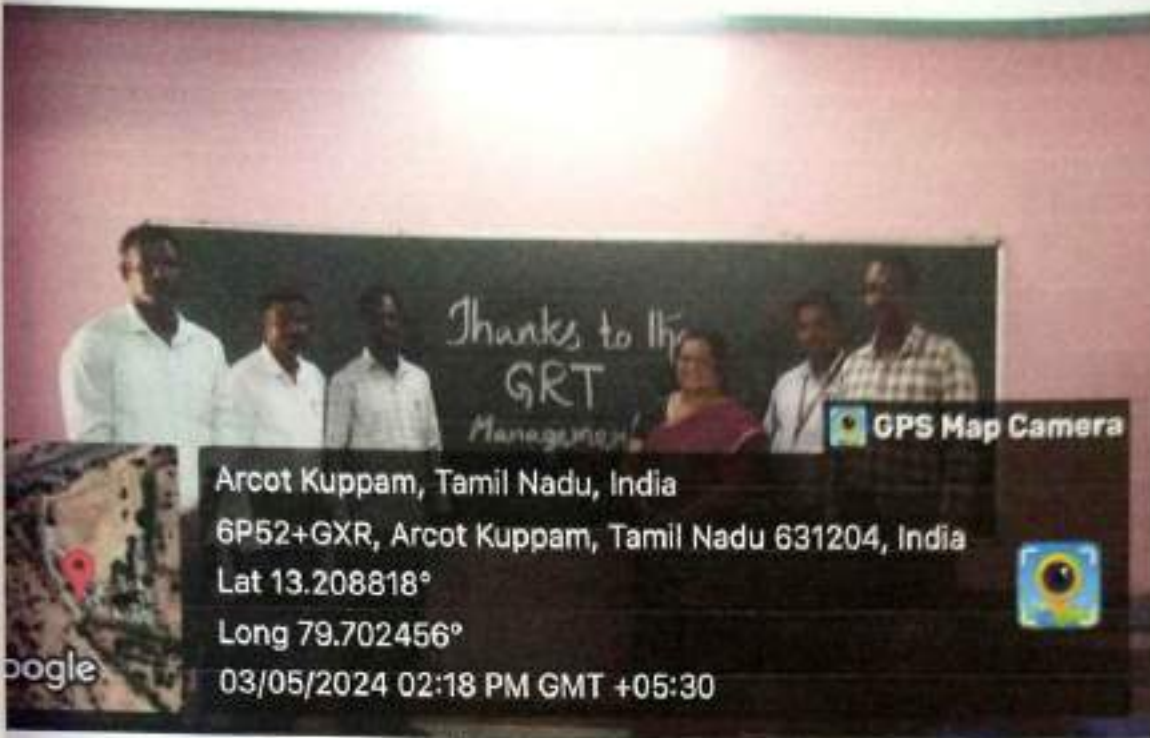 Thanks to the
GRT
Management
GPS Map Camera
Arcot Kuppam, Tamil Nadu, India
6P52+GXR, Arcot Kuppam, Tamil Nadu 631204, India
Lat 13.208818°
Long 79.702456°
03/05/2024 02:18 PM GMT +05:30
oogle